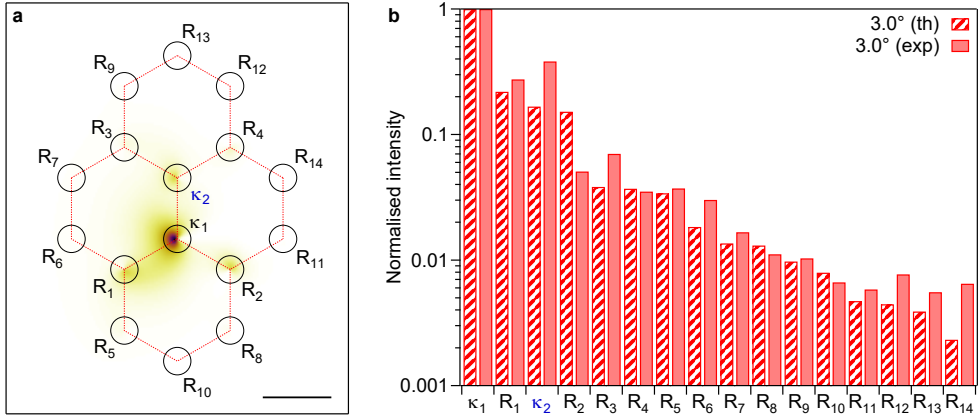 a
R₁₃
R₉
R₁₂
R₃
R₄
R₇
R₁₄
κ₂
κ₁
R₆
R₁₁
R₁
R₂
R₅
R₈
R₁₀
b
Normalised intensity
1
0.1
0.01
0.001
3.0° (th)
3.0° (exp)
κ₁ R₁ κ₂ R₂ R₃ R₄ R₅ R₆ R₇ R₈ R₉ R₁₀ R₁₁ R₁₂ R₁₃ R₁₄